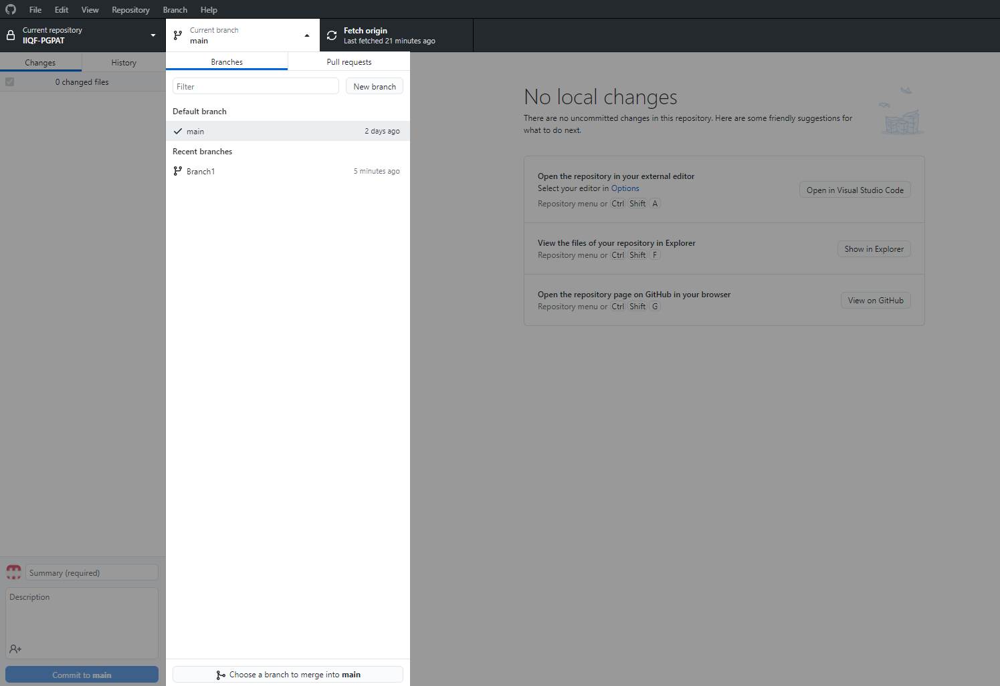 File Edit View Repository Branch Help
Current repository
IIQF-PGPAT
Current branch
main
Fetch origin
Last fetched 21 minutes ago
Changes History
0 changed files
Branches Pull requests
Filter New branch
Default branch
main 2 days ago
Recent branches
Branch1 5 minutes ago
No local changes
There are no uncommitted changes in this repository. Here are some friendly suggestions for
what to do next.
Open the repository in your external editor
Select your editor in Options
Repository menu or Ctrl Shift A
Open in Visual Studio Code
View the files of your repository in Explorer
Repository menu or Ctrl Shift F
Show in Explorer
Open the repository page on GitHub in your browser
Repository menu or Ctrl Shift G
View on GitHub
Summary (required)
Description
Commit to main
Choose a branch to merge into main